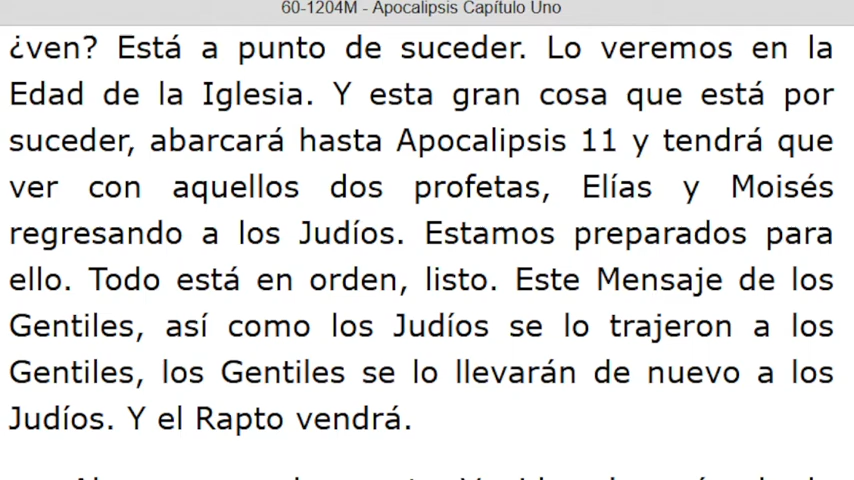 60-1204M - Apocalipsis Capítulo Uno
¿ven? Está a punto de suceder. Lo veremos en la
Edad de la Iglesia. Y esta gran cosa que está por
suceder, abarcará hasta Apocalipsis 11 y tendrá que
ver con aquellos dos profetas, Elías y Moisés
regresando a los Judíos. Estamos preparados para
ello. Todo está en orden, listo. Este Mensaje de los
Gentiles, así como los Judíos se lo trajeron a los
Gentiles, los Gentiles se lo llevarán de nuevo a los
Judíos. Y el Rapto vendrá.